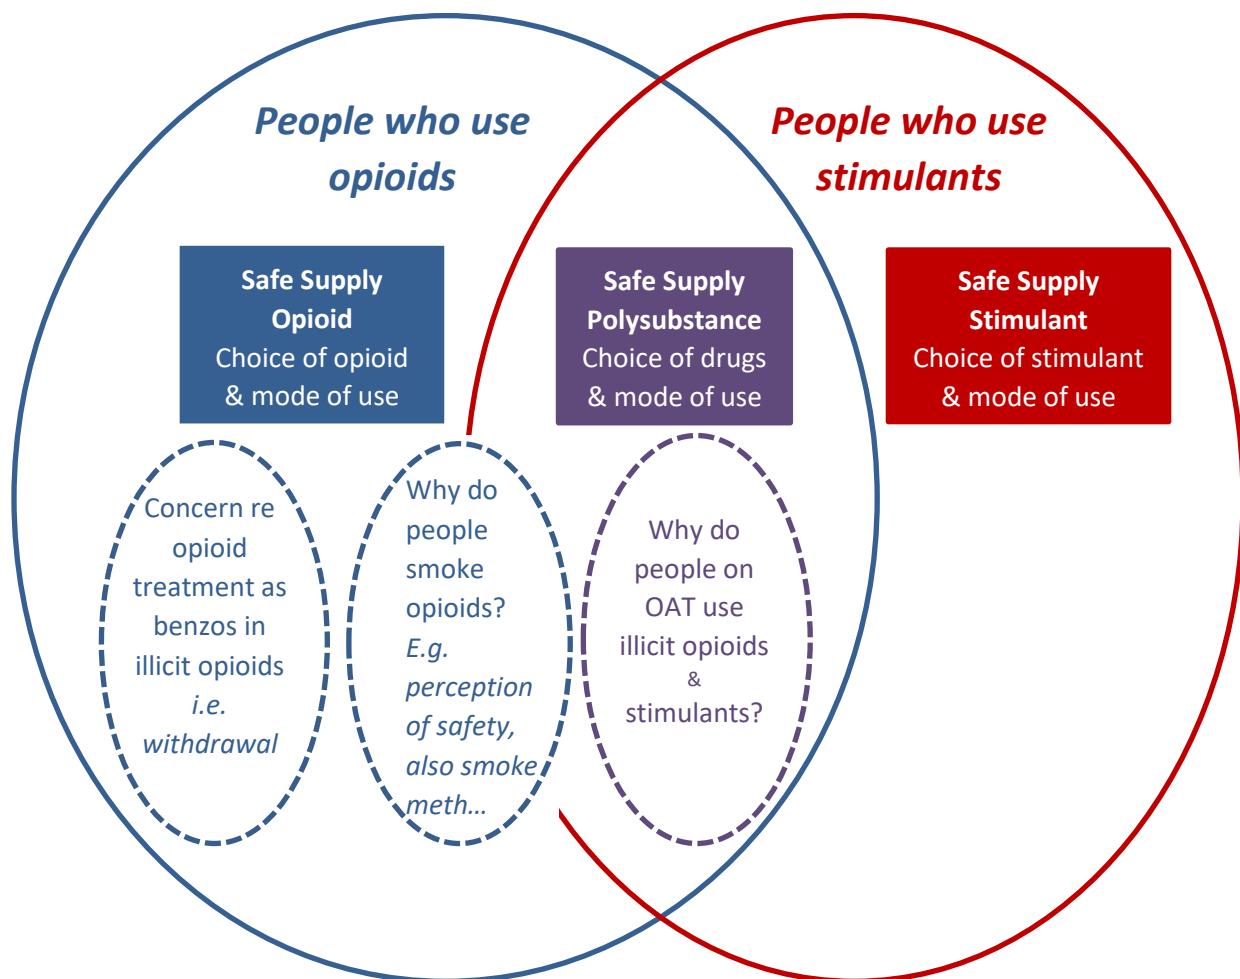 People who use
opioids
People who use
stimulants
Safe Supply
Opioid
Choice of opioid
& mode of use
Safe Supply
Polysubstance
Choice of drugs
& mode of use
Safe Supply
Stimulant
Choice of stimulant
& mode of use
Concern re
opioid
treatment as
benzos in
illicit opioids
i.e.
withdrawal
Why do
people
smoke
opioids?
E.g.
perception
of safety,
also smoke
meth…
Why do
people on
OAT use
illicit opioids
&
stimulants?